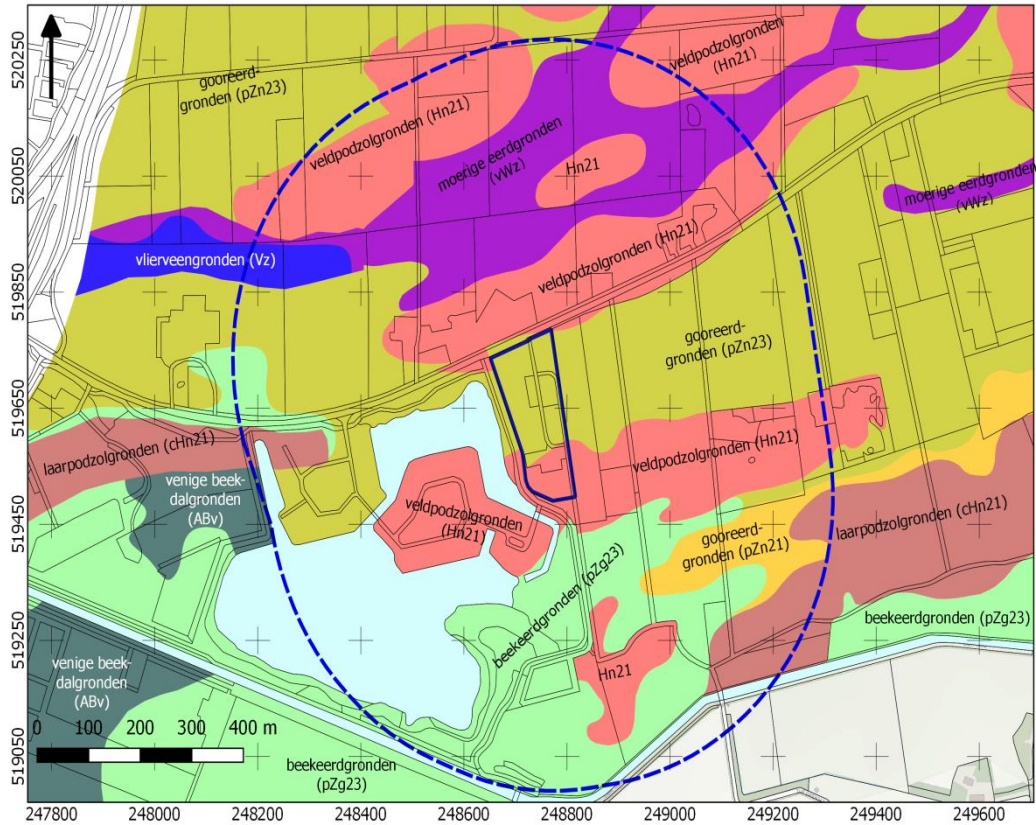 520250
520050
519850
519650
519450
519250
519050
gooreerd-
gronden (pZn23)
veldpodzolgronden (Hn21)
veldpodzolgronden
(Hn21)
moerige eerdgronden
(vWz)
Hn21
moerige eerdgronden
(vWz)
vlierveengronden (Vz)
veldpodzolgronden (Hn21)
gooreerd-
gronden (pZn23)
laarpodzolgronden (cHn21)
venige beek-
dalgronden
(ABv)
veldpodzolgronden
(Hn21)
veldpodzolgronden (Hn21)
gooreerd-
gronden (pZn21)
laarpodzolgronden (cHn21)
beekeerdgronden (pZg23)
beekeerdgronden (pZg23)
venige beek-
dalgronden
(ABv)
Hn21
0 100 200 300 400 m
beekeerdgronden
(pZg23)
247800 248000 248200 248400 248600 248800 249000 249200 249400 249600